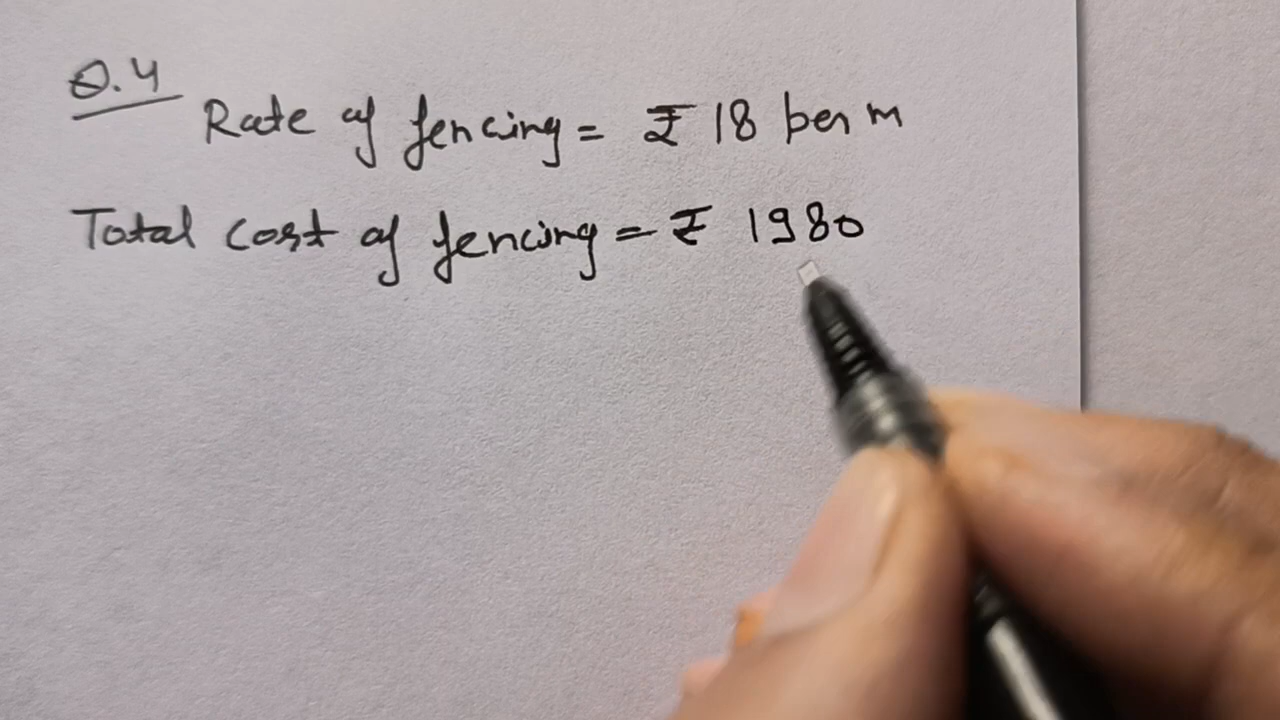 Q.4
Rate of fencing = ₹ 18 per m
Total cost of fencing = ₹ 1980